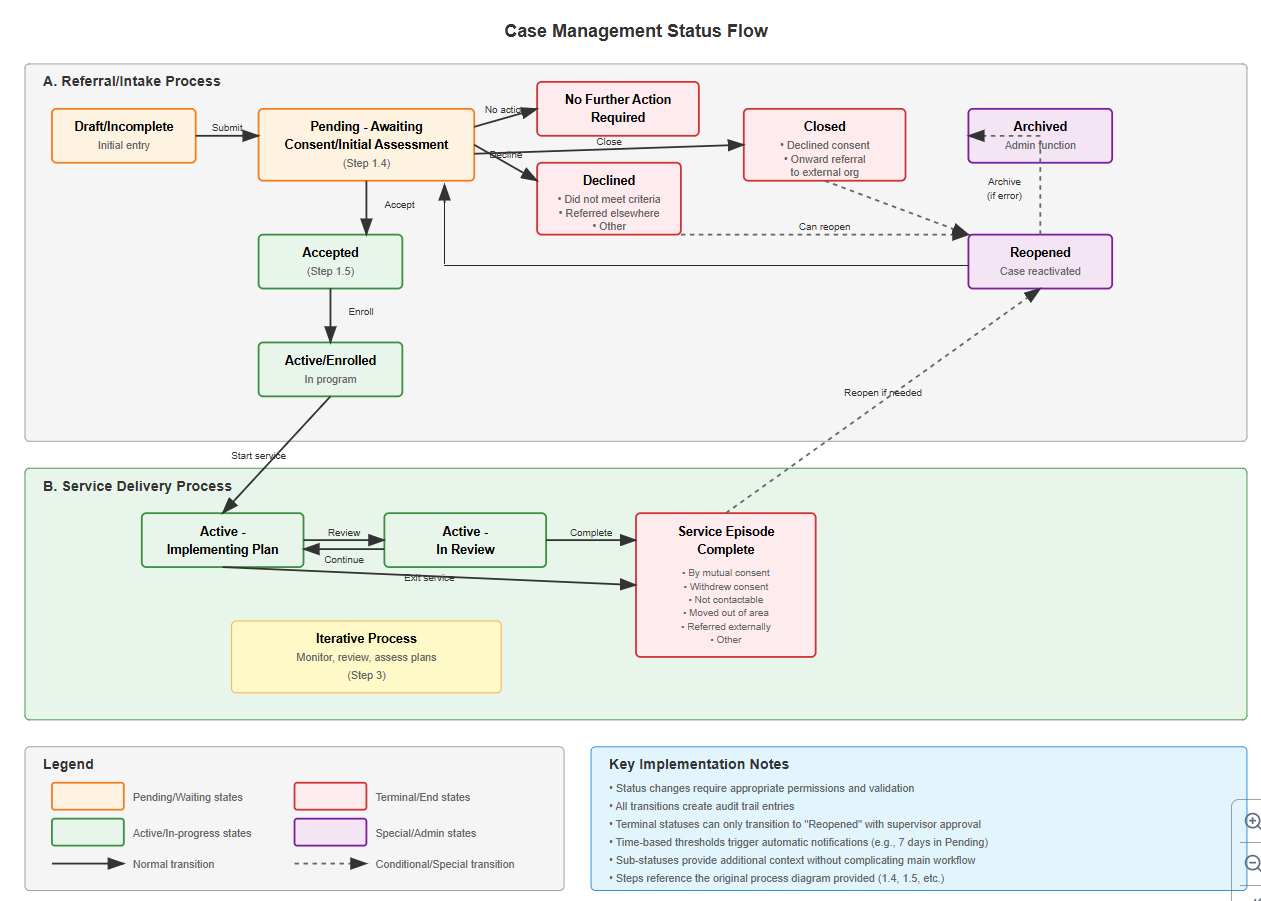 Case Management Status Flow
A. Referral/Intake Process
Draft/Incomplete
Initial entry
Submit
Pending - Awaiting
Consent/Initial Assessment
(Step 1.4)
No action
No Further Action
Required
Close
Decline
Declined
• Did not meet criteria
• Referred elsewhere
• Other
Closed
• Declined consent
• Onward referral
to external org
Archived
Admin function
Archive
(if error)
Accept
Can reopen
Accepted
(Step 1.5)
Reopened
Case reactivated
Enroll
Active/Enrolled
In program
Reopen if needed
Start service
B. Service Delivery Process
Active -
Implementing Plan
Review
Continue
Active -
In Review
Complete
Exit service
Service Episode
Complete
• By mutual consent
• Withdrew consent
• Not contactable
• Moved out of area
• Referred externally
• Other
Iterative Process
Monitor, review, assess plans
(Step 3)
Legend
Pending/Waiting states
Terminal/End states
Active/In-progress states
Special/Admin states
Normal transition
Conditional/Special transition
Key Implementation Notes
• Status changes require appropriate permissions and validation
• All transitions create audit trail entries
• Terminal statuses can only transition to "Reopened" with supervisor approval
• Time-based thresholds trigger automatic notifications (e.g., 7 days in Pending)
• Sub-statuses provide additional context without complicating main workflow
• Steps reference the original process diagram provided (1.4, 1.5, etc.)